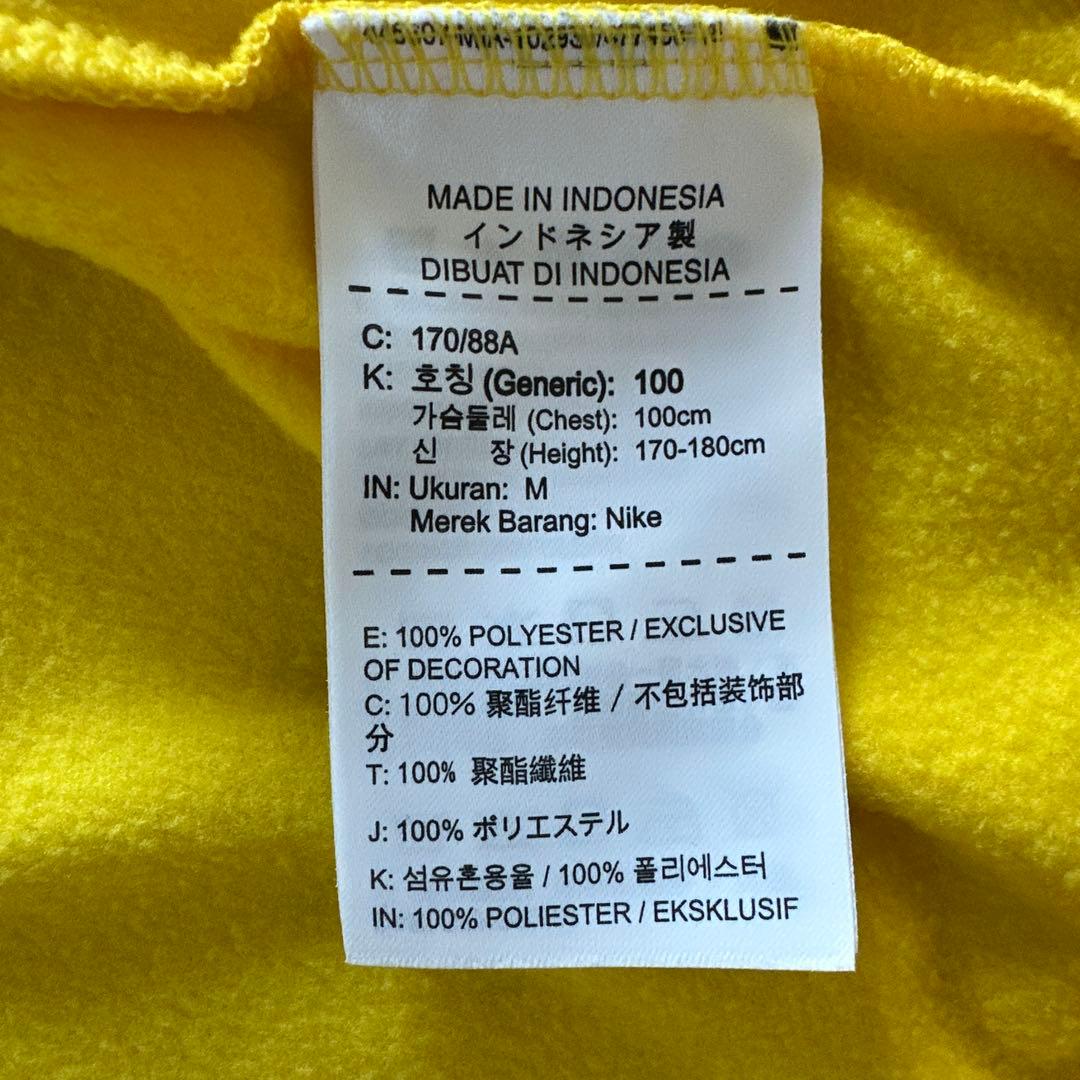 MADE IN INDONESIA
インドネシア製
DIBUAT DI INDONESIA
C: 170/88A
K: 호칭 (Generic): 100
가슴둘레 (Chest): 100cm
신 장 (Height): 170-180cm
IN: Ukuran: M
Merek Barang: Nike
E: 100% POLYESTER / EXCLUSIVE
OF DECORATION
C: 100% 聚酯纤维 / 不包括装饰部
分
T: 100% 聚酯纖維
J: 100% ポリエステル
K: 섬유혼용율 / 100% 폴리에스터
IN: 100% POLIESTER / EKSKLUSIF